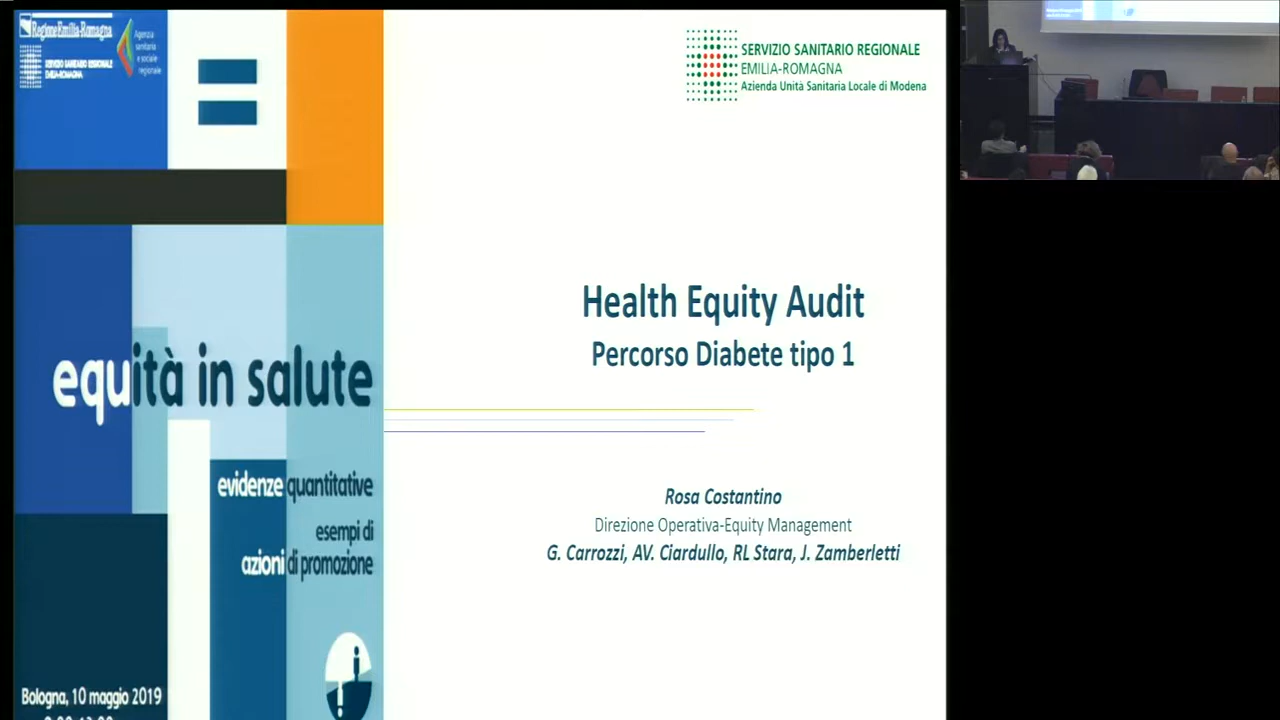 Regione Emilia-Romagna
Agenzia
sanitaria
e sociale
regionale
SERVIZIO SANITARIO REGIONALE
EMILIA-ROMAGNA
equità in salute
evidenze quantitative
esempi di
azioni di promozione
Bologna, 10 maggio 2019
SERVIZIO SANITARIO REGIONALE
EMILIA-ROMAGNA
Azienda Unità Sanitaria Locale di Modena
Health Equity Audit
Percorso Diabete tipo 1
Rosa Costantino
Direzione Operativa-Equity Management
G. Carrozzi, AV. Ciardullo, RL Stara, J. Zamberletti